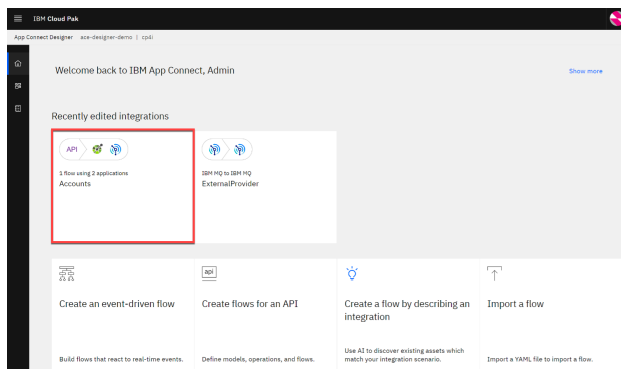 IBM Cloud Pak
App Connect Designer ace-designer-demo | cp4i
Welcome back to IBM App Connect, Admin
Show more
Recently edited integrations
API
1 flow using 2 applications
Accounts
IBM MQ to IBM MQ
ExternalProvider
api
Create an event-driven flow
Create flows for an API
Create a flow by describing an
integration
Import a flow
Build flows that react to real-time events.
Define models, operations, and flows.
Use AI to discover existing assets which
match your integration scenario.
Import a YAML file to import a flow.